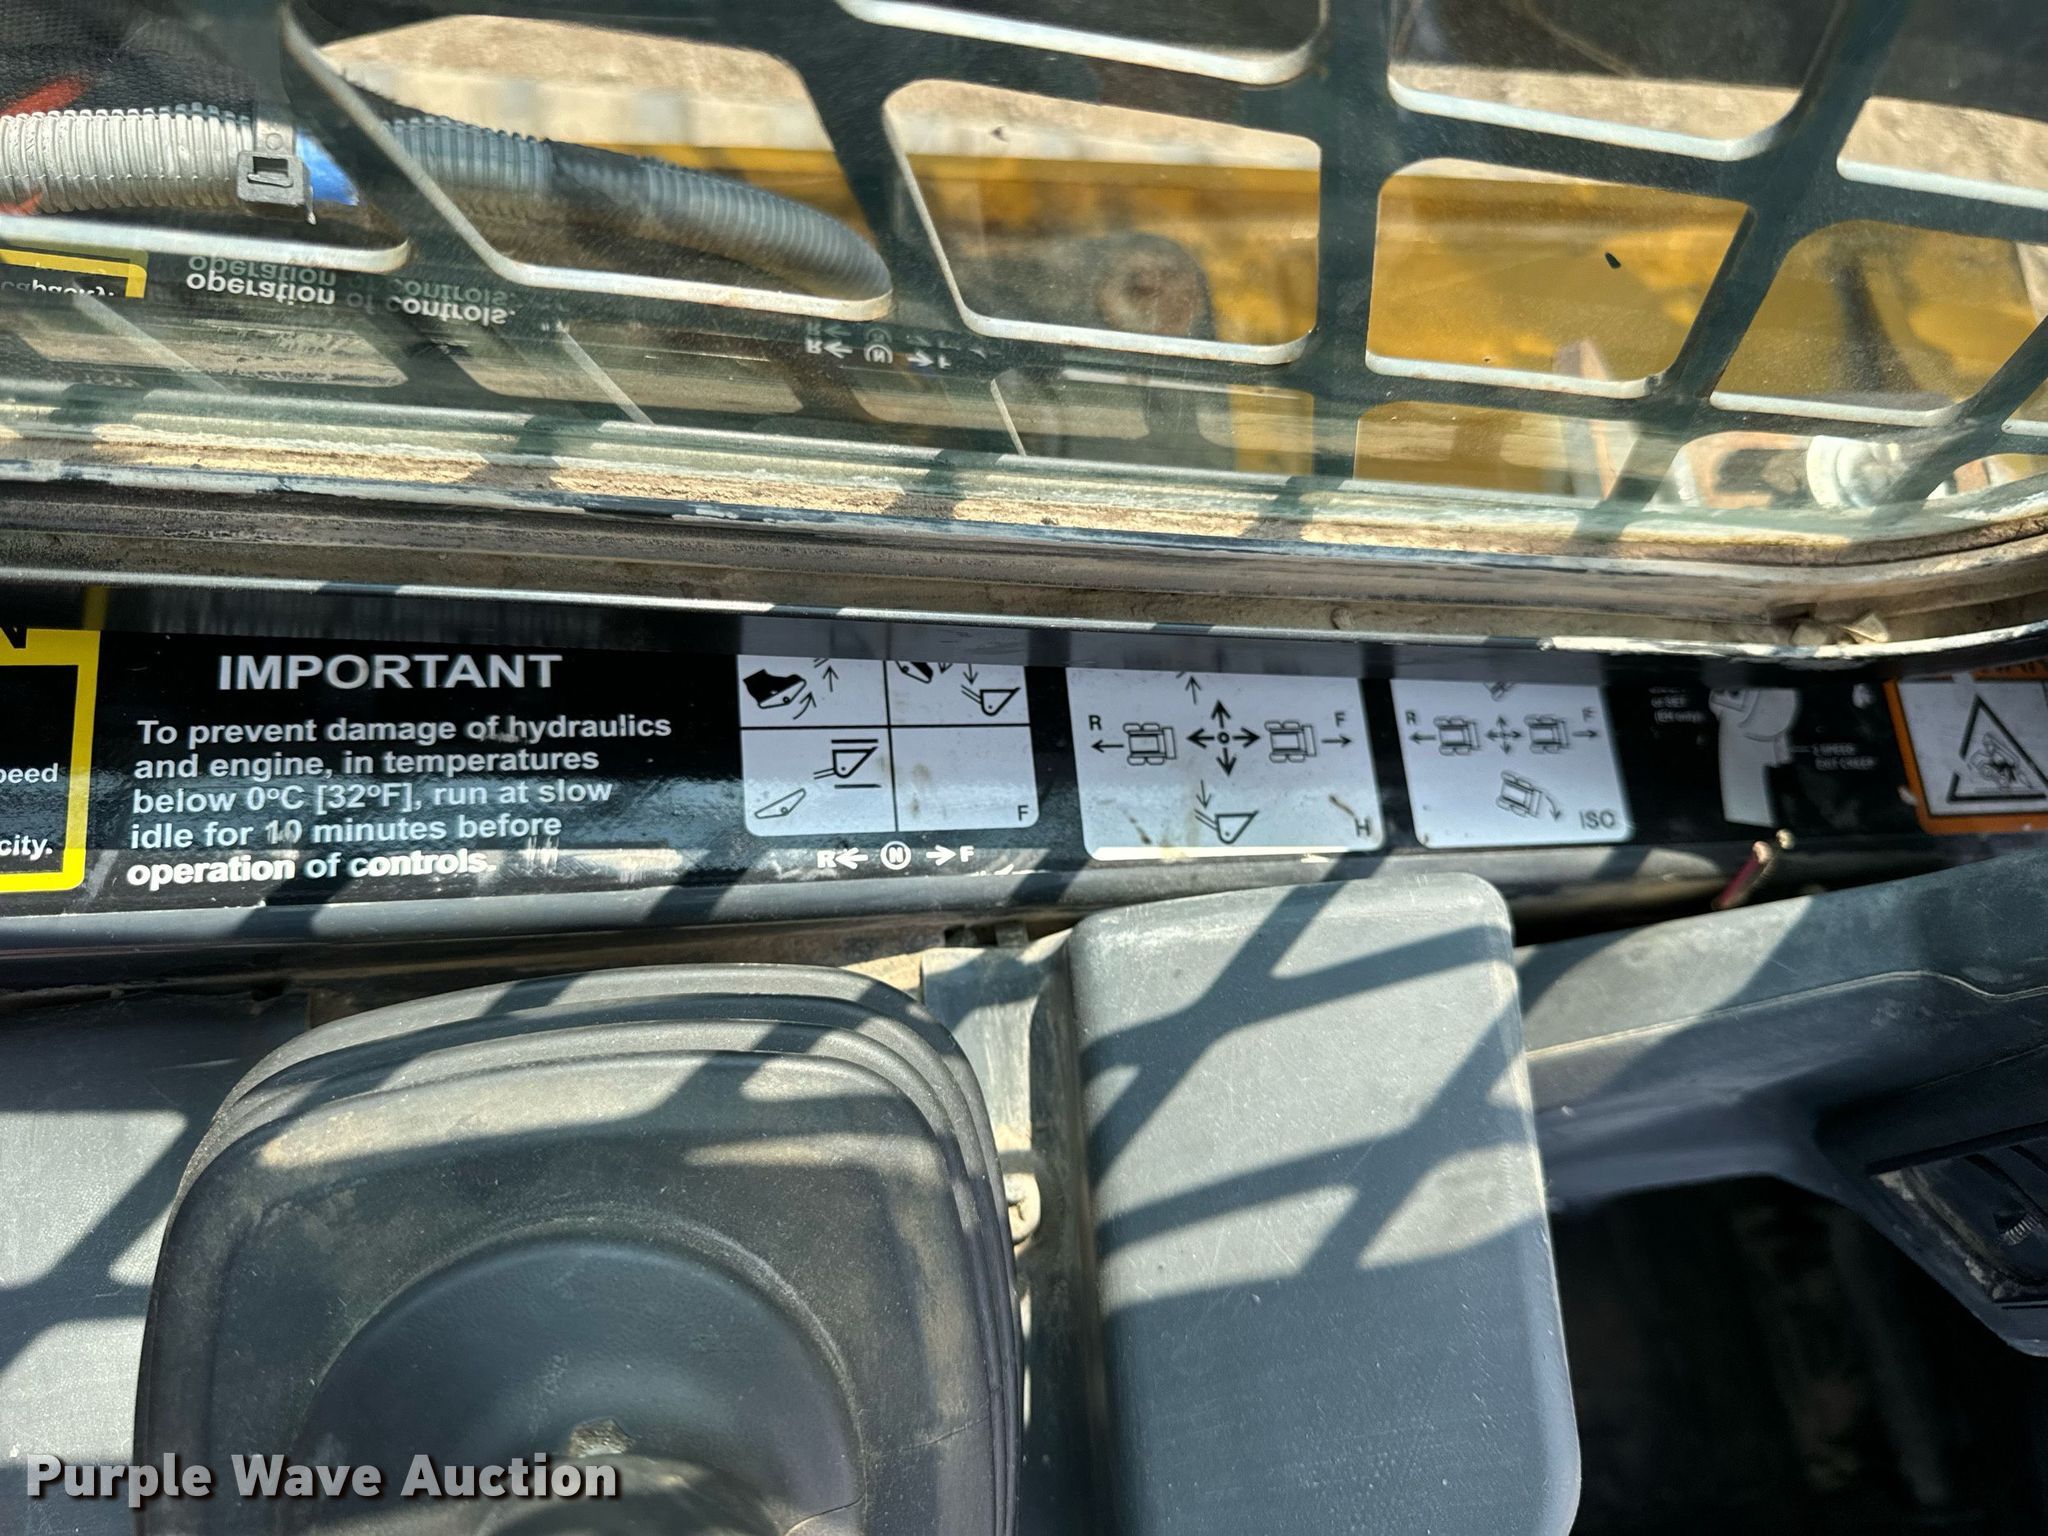 capacity.
operation of controls.
R N F
N
peed
city.
IMPORTANT
To prevent damage of hydraulics
and engine, in temperatures
below 0°C [32°F], run at slow
idle for 10 minutes before
operation of controls.
F
R N F
R F
H
R F
ISO
Purple Wave Auction